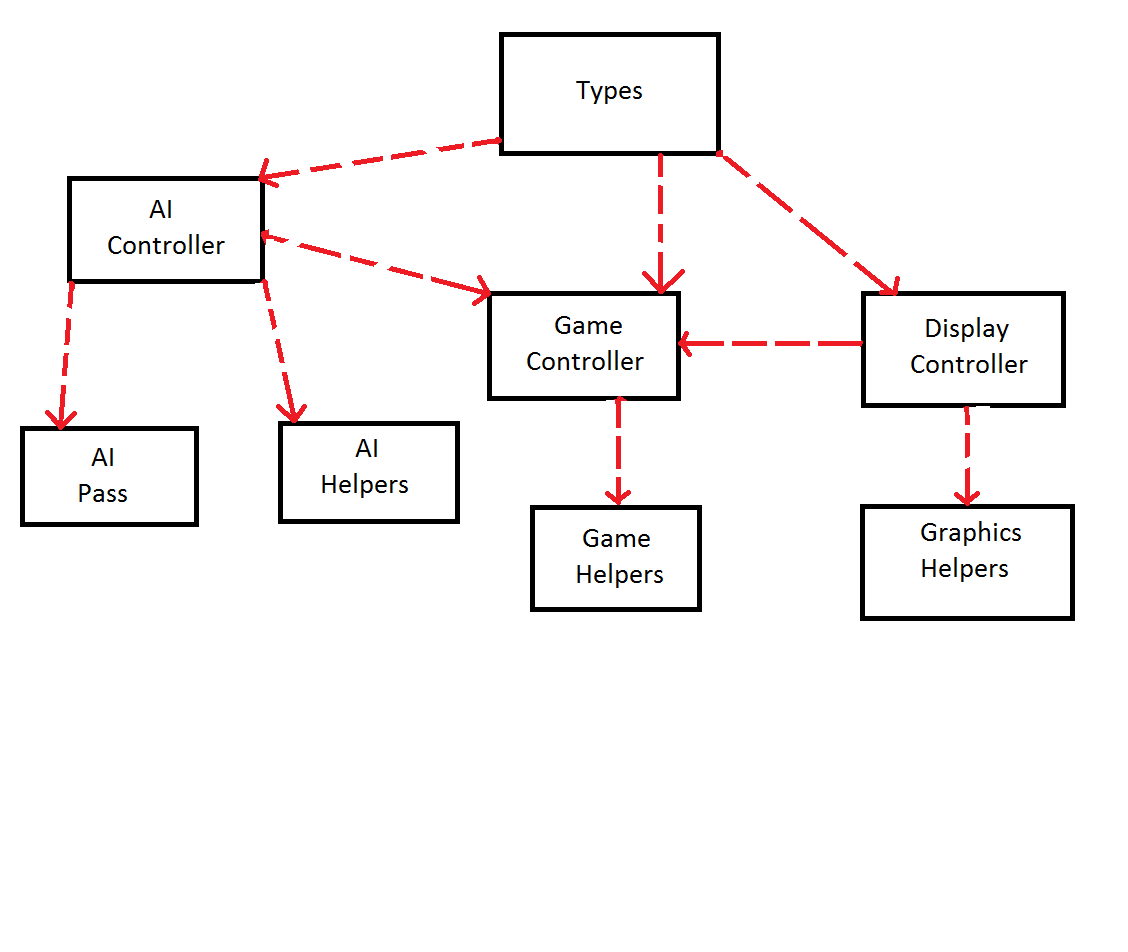 Types
AI
Controller
Game
Controller
Display
Controller
AI
Pass
AI
Helpers
Game
Helpers
Graphics
Helpers